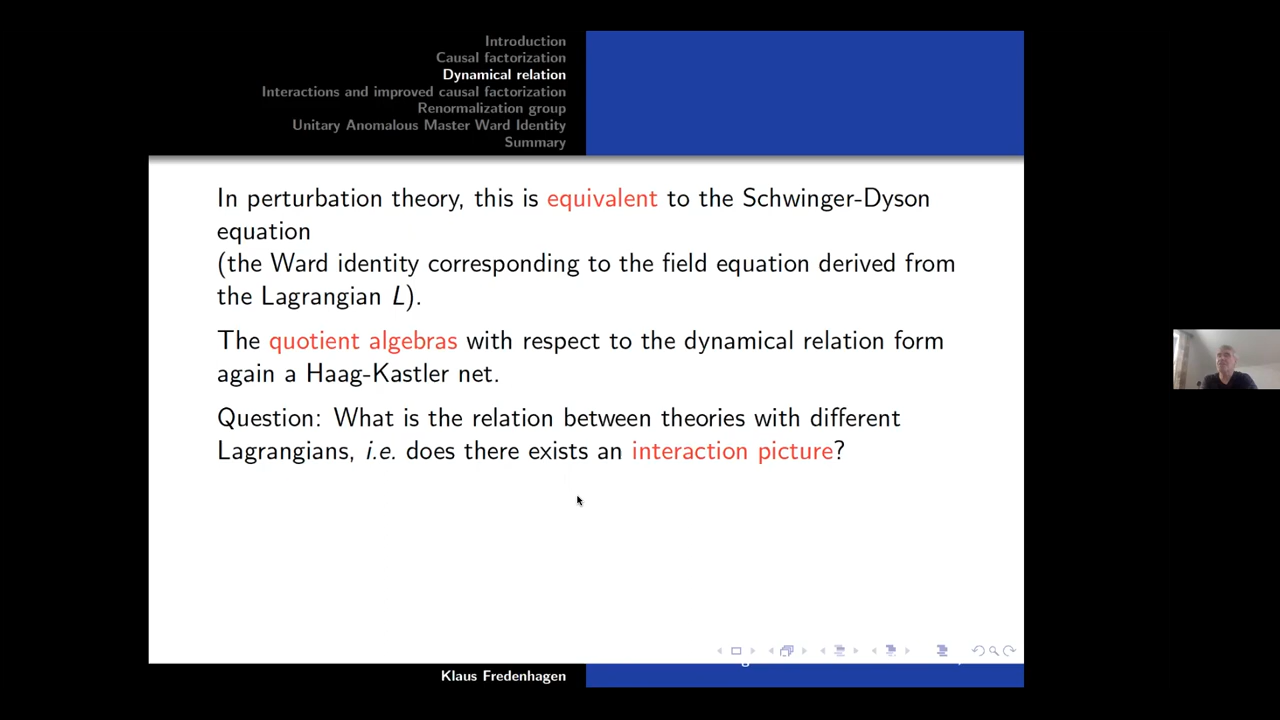 Introduction
Causal factorization
Dynamical relation
Interactions and improved causal factorization
Renormalization group
Unitary Anomalous Master Ward Identity
Summary
In perturbation theory, this is equivalent to the Schwinger-Dyson
equation
(the Ward identity corresponding to the field equation derived from
the Lagrangian L).
The quotient algebras with respect to the dynamical relation form
again a Haag-Kastler net.
Question: What is the relation between theories with different
Lagrangians, i.e. does there exists an interaction picture?
Klaus Fredenhagen